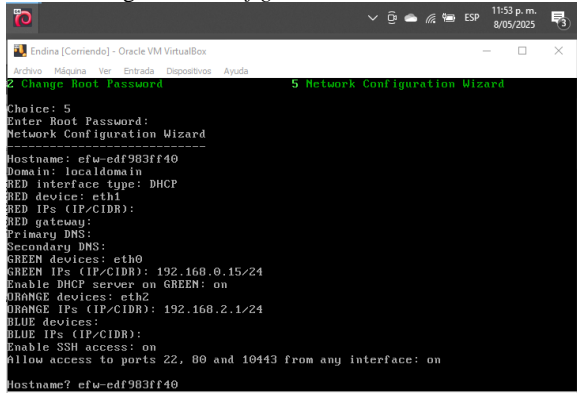 ESP
11:53 p. m.
8/05/2025
3
Endina [Corriendo] - Oracle VM VirtualBox
Archivo Máquina Ver Entrada Dispositivos Ayuda
2 Change Root Password 5 Network Configuration Wizard
Choice: 5
Enter Root Password:
Network Configuration Wizard
----------------------------
Hostname: efw-edf983ff40
Domain: localdomain
RED interface type: DHCP
RED device: eth1
RED IPs (IP/CIDR):
RED gateway:
Primary DNS:
Secondary DNS:
GREEN devices: eth0
GREEN IPs (IP/CIDR): 192.168.0.15/24
Enable DHCP server on GREEN: on
ORANGE devices: eth2
ORANGE IPs (IP/CIDR): 192.168.2.1/24
BLUE devices:
BLUE IPs (IP/CIDR):
Enable SSH access: on
Allow access to ports 22, 80 and 10443 from any interface: on
Hostname? efw-edf983ff40